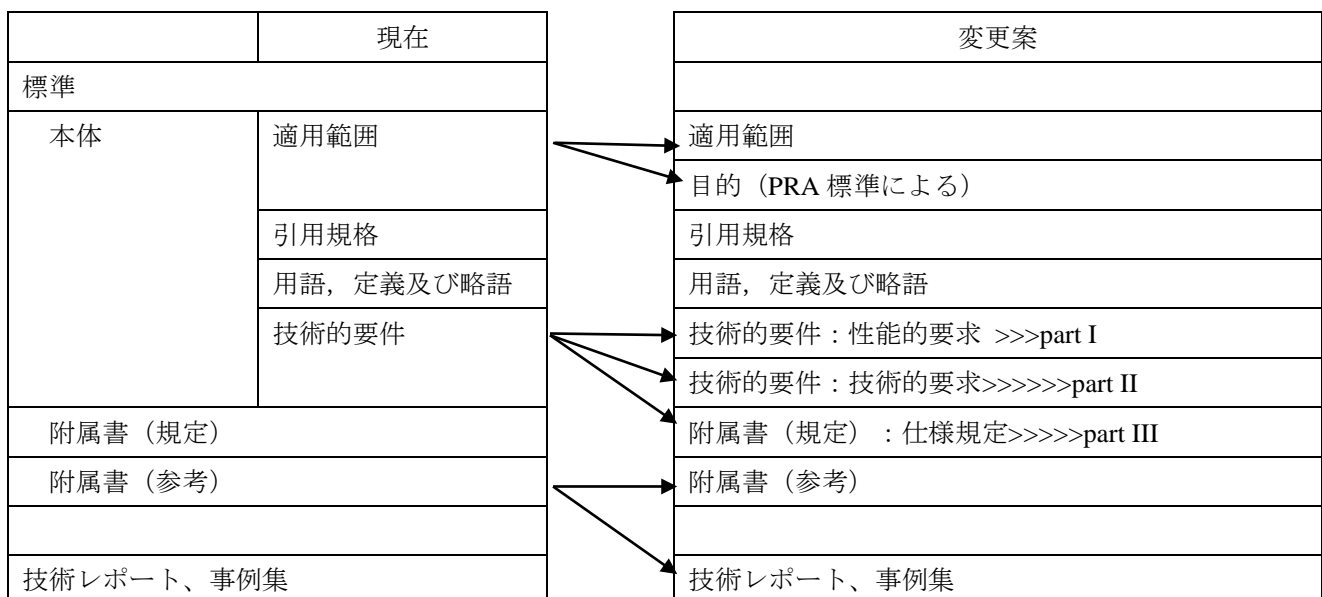 現在
変更案
標準
本体
適用範囲
適用範囲
目的（PRA 標準による）
引用規格
引用規格
用語，定義及び略語
用語，定義及び略語
技術的要件
技術的要件：性能的要求 >>>part I
技術的要件：技術的要求>>>>>>part II
附属書（規定）
附属書（規定）：仕様規定>>>>>part III
附属書（参考）
附属書（参考）
技術レポート、事例集
技術レポート、事例集